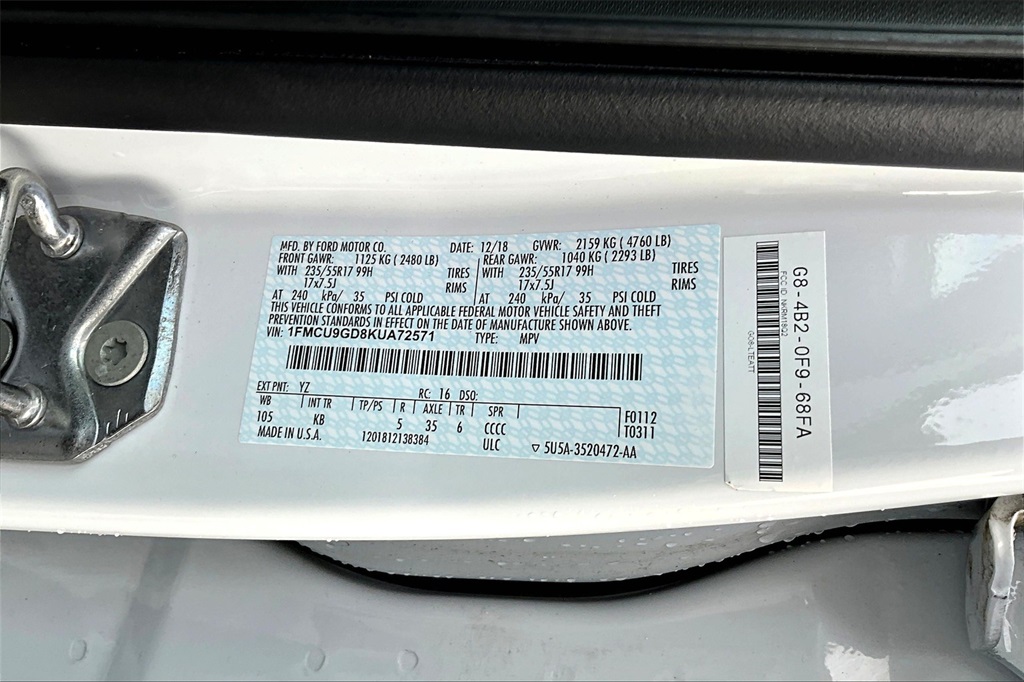 MFD. BY FORD MOTOR CO. DATE: 12/18 GVWR: 2159 KG ( 4760 LB)
FRONT GAWR: 1125 KG ( 2480 LB) REAR GAWR: 1040 KG ( 2293 LB)
WITH 235/55R17 99H TIRES WITH 235/55R17 99H TIRES
17x7.5J RIMS 17x7.5J RIMS
AT 240 kPa/ 35 PSI COLD AT 240 kPa/ 35 PSI COLD
THIS VEHICLE CONFORMS TO ALL APPLICABLE FEDERAL MOTOR VEHICLE SAFETY AND THEFT
PREVENTION STANDARDS IN EFFECT ON THE DATE OF MANUFACTURE SHOWN ABOVE.
VIN: 1FMCU9GD8KUA72571 TYPE: MPV
EXT PNT: YZ RC: 16 DSO:
WB INT TR TP/PS R AXLE TR SPR F0112
105 KB 5 35 6 CCCC T0311
MADE IN U.S.A. 1201812138384 ULC ▽ 5U5A-3520472-AA
G8-4B2-0F9-68FA
FCC ID:
GO8-LTEATT